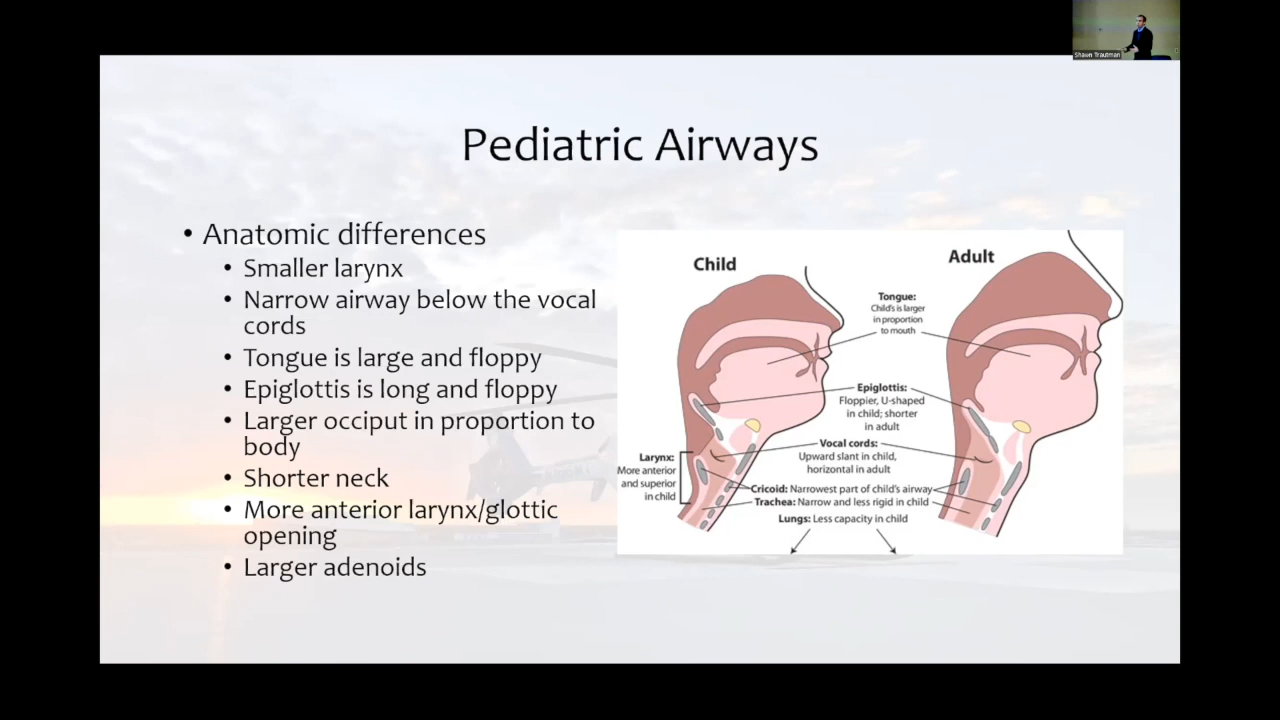 Shawn Trautman
Pediatric Airways
• Anatomic differences
• Smaller larynx
• Narrow airway below the vocal
cords
• Tongue is large and floppy
• Epiglottis is long and floppy
• Larger occiput in proportion to
body
• Shorter neck
• More anterior larynx/glottic
opening
• Larger adenoids
Child
Adult
Tongue:
Child's is larger
in proportion
to mouth
Epiglottis:
Floppier, U-shaped
in child; shorter
in adult
Vocal cords:
Upward slant in child,
horizontal in adult
Larynx:
More anterior
and superior
in child
Cricoid: Narrowest part of child's airway
Trachea: Narrow and less rigid in child
Lungs: Less capacity in child